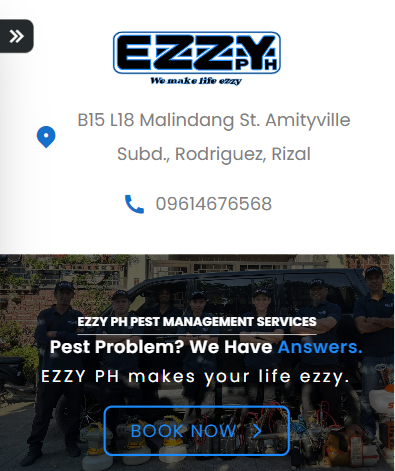 EZZY PH
We make life ezzy
B15 L18 Malindang St. Amityville
Subd., Rodriguez, Rizal
09614676568
EZZY PH PEST MANAGEMENT SERVICES
Pest Problem? We Have Answers.
EZZY PH makes your life ezzy.
BOOK NOW